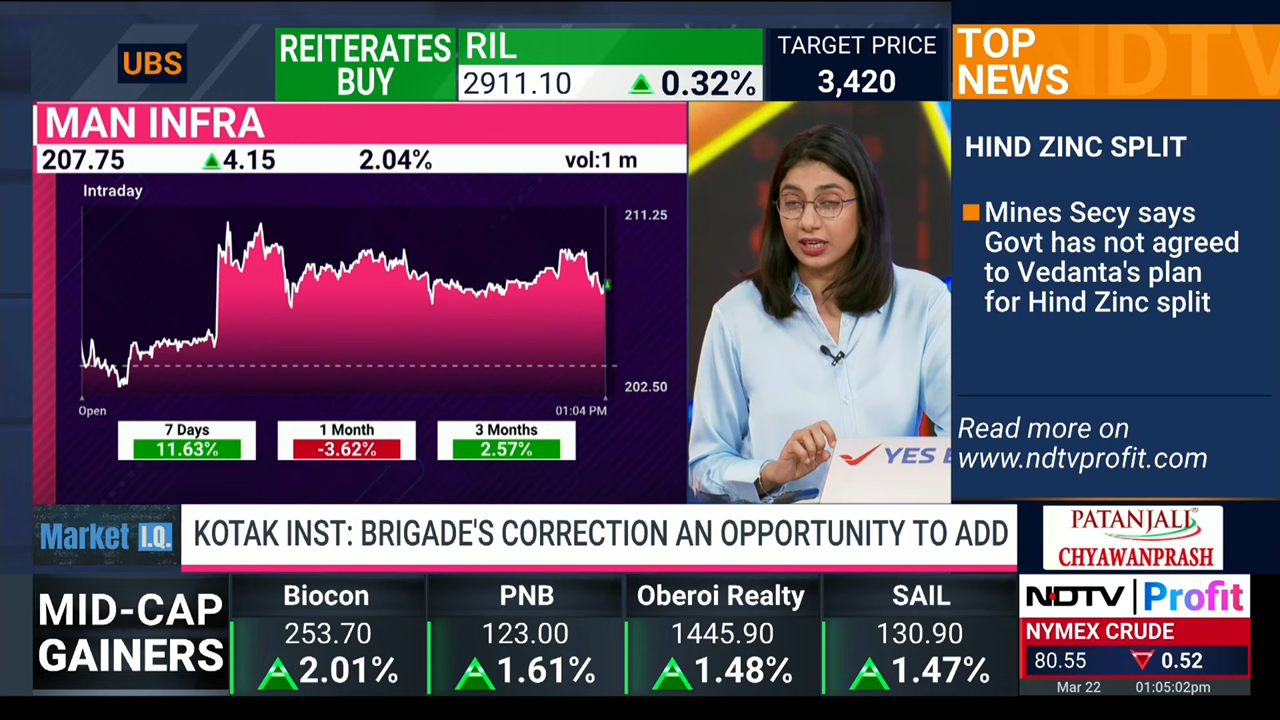 UBS
REITERATES
BUY
RIL
2911.10 0.32%
TARGET PRICE
3,420
TOP
NEWS
MAN INFRA
207.75 4.15 2.04% vol:1 m
Intraday
211.25
202.50
Open 01:04 PM
7 Days
11.63%
1 Month
-3.62%
3 Months
2.57%
HIND ZINC SPLIT
Mines Secy says
Govt has not agreed
to Vedanta's plan
for Hind Zinc split
Read more on
www.ndtvprofit.com
YES
Market I.Q.
KOTAK INST: BRIGADE'S CORRECTION AN OPPORTUNITY TO ADD
PATANJALI
CHYAWANPRASH
MID-CAP
GAINERS
Biocon
253.70
2.01%
PNB
123.00
1.61%
Oberoi Realty
1445.90
1.48%
SAIL
130.90
1.47%
NDTV Profit
NYMEX CRUDE
80.55 0.52
Mar 22 01:05:02pm